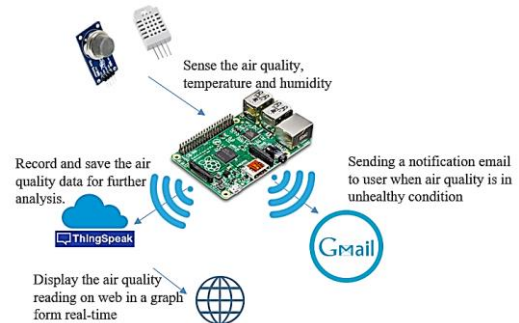 Sense the air quality,
temperature and humidity
Record and save the air
quality data for further
analysis.
ThingSpeak
Sending a notification email
to user when air quality is in
unhealthy condition
GMail
Display the air quality
reading on web in a graph
form real-time